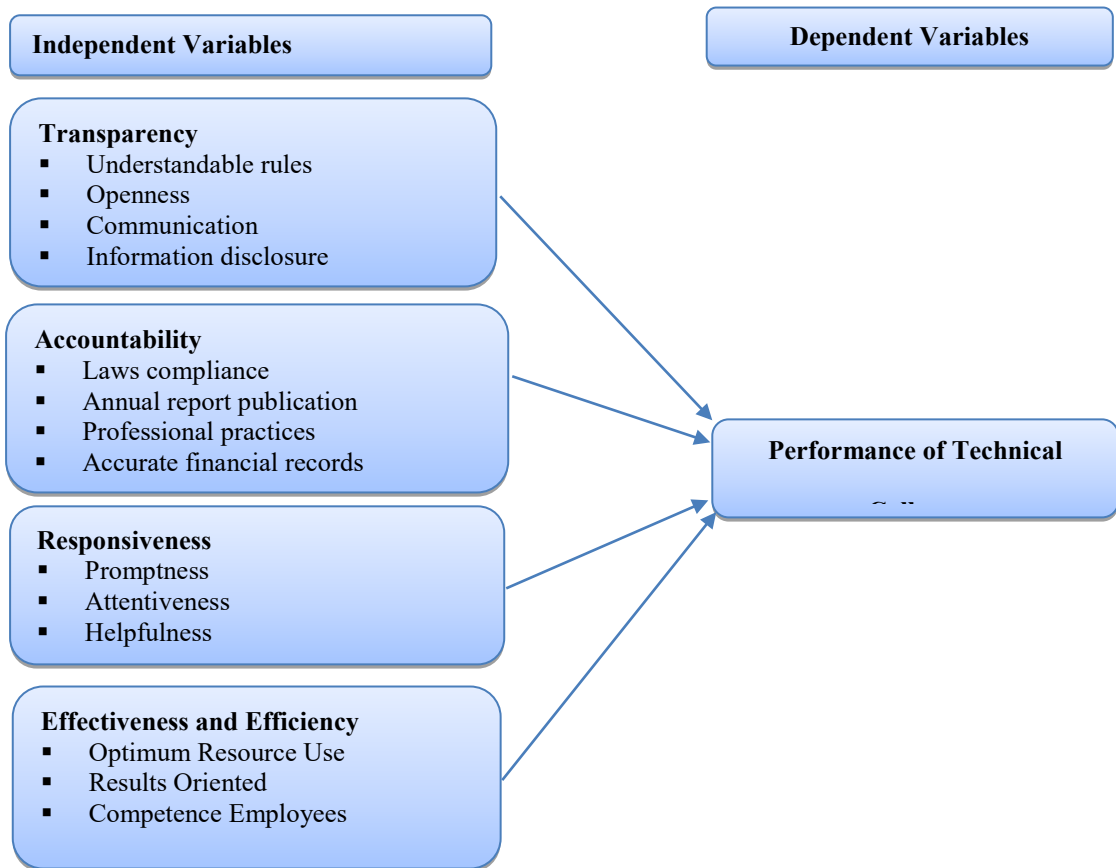 Independent Variables
Dependent Variables
Transparency
▪ Understandable rules
▪ Openness
▪ Communication
▪ Information disclosure
Accountability
▪ Laws compliance
▪ Annual report publication
▪ Professional practices
▪ Accurate financial records
Responsiveness
▪ Promptness
▪ Attentiveness
▪ Helpfulness
Effectiveness and Efficiency
▪ Optimum Resource Use
▪ Results Oriented
▪ Competence Employees
Performance of Technical